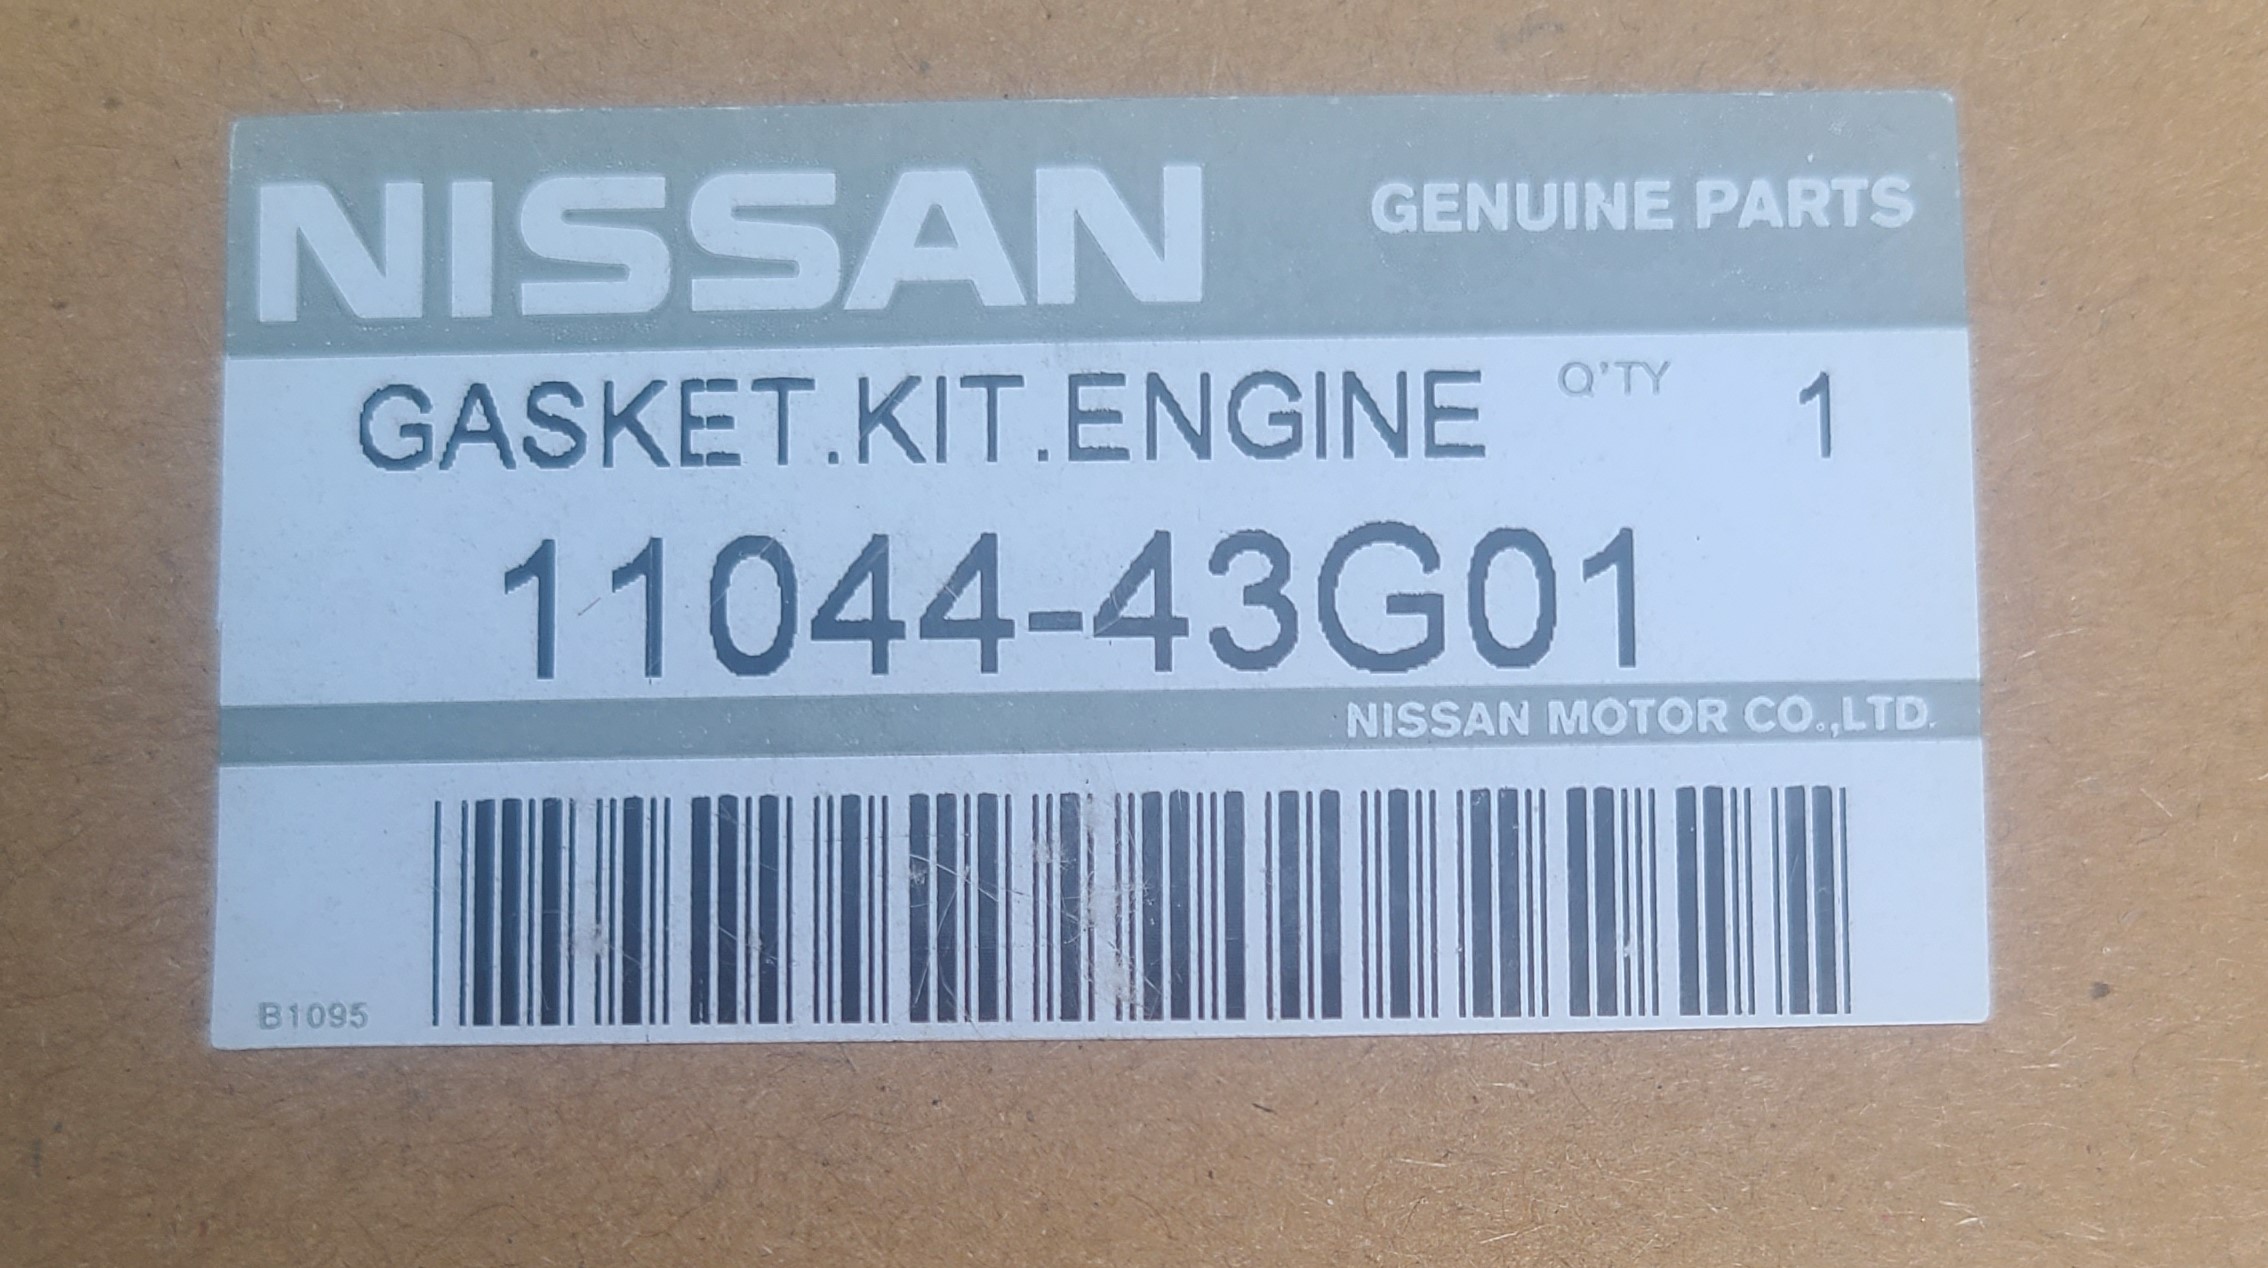 NISSAN GENUINE PARTS
GASKET.KIT.ENGINE Q'TY 1
11044-43G01
NISSAN MOTOR CO.,LTD.
B1095